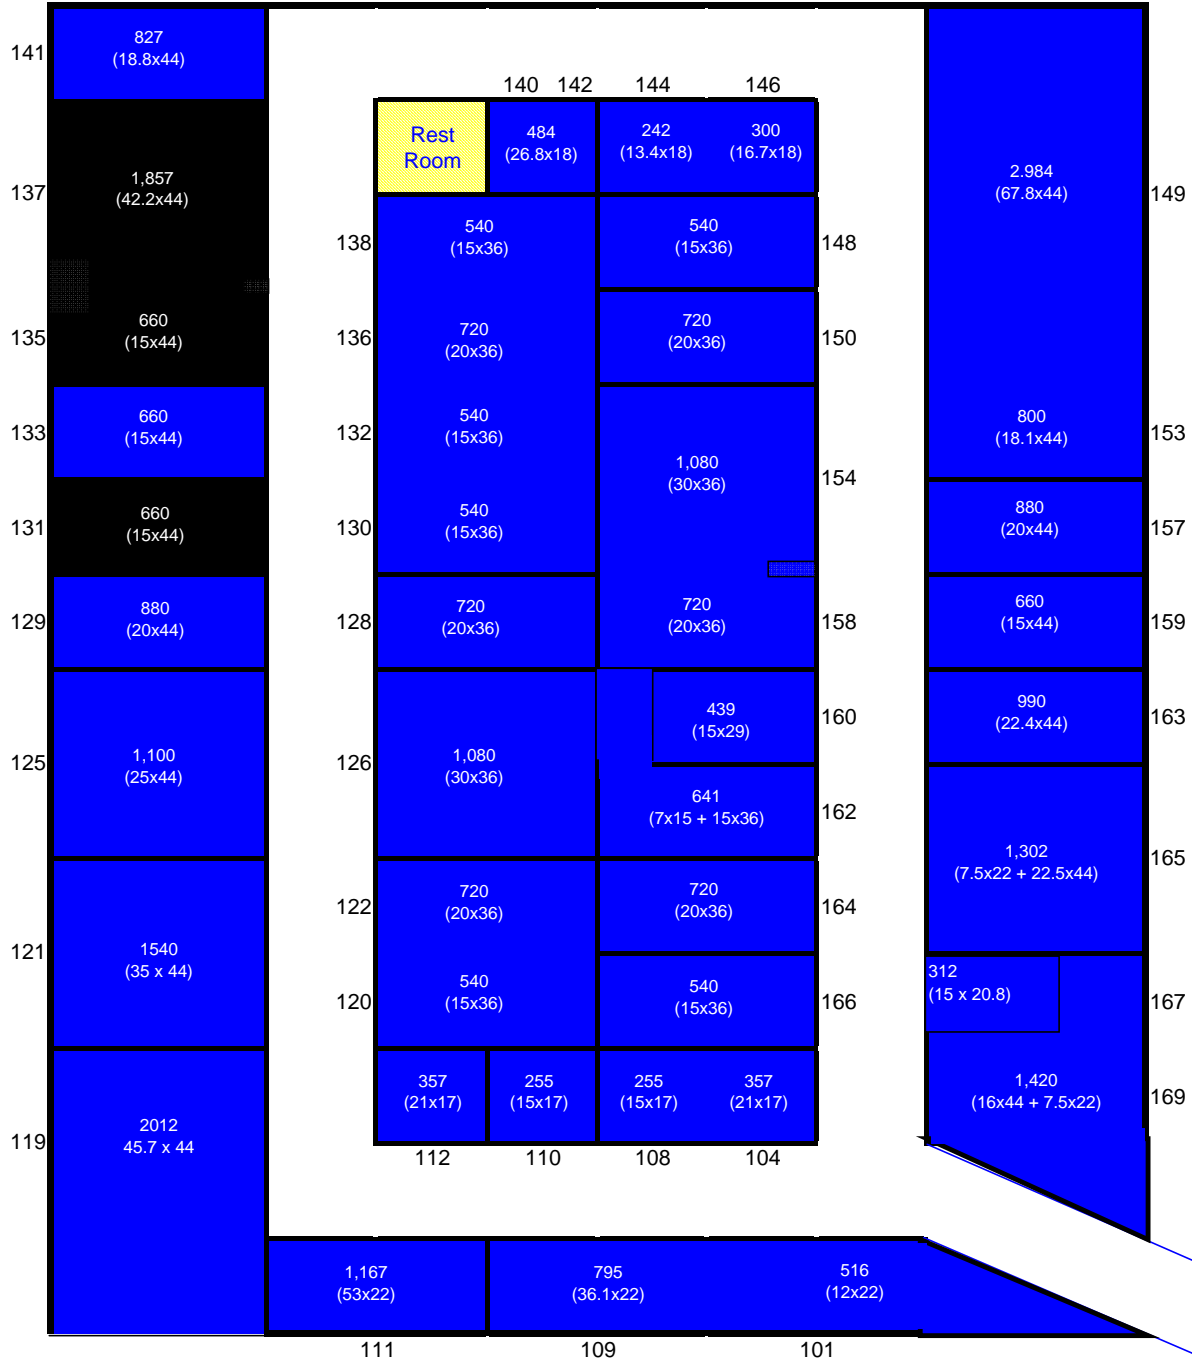 827
141
(18.8x44)
140 142 144 146
Rest
Room
484
(26.8x18)
242
(13.4x18)
300
(16.7x18)
1,857
(42.2x44)
137
2.984
(67.8x44)
149
540
(15x36)
138
540
(15x36)
148
660
(15x44)
135
720
(20x36)
136
720
(20x36)
150
660
(15x44)
133
540
(15x36)
132
800
(18.1x44)
153
1,080
(30x36)
154
660
(15x44)
131
540
(15x36)
130
880
(20x44)
157
880
(20x44)
129
720
(20x36)
128
720
(20x36)
158
660
(15x44)
159
439
(15x29)
160
990
(22.4x44)
163
1,100
(25x44)
125
1,080
(30x36)
126
641
(7x15 + 15x36)
162
1,302
(7.5x22 + 22.5x44)
165
720
(20x36)
122
720
(20x36)
164
1540
(35 x 44)
121
540
(15x36)
120
540
(15x36)
166
312
(15 x 20.8)
167
357
(21x17)
255
(15x17)
255
(15x17)
357
(21x17)
1,420
(16x44 + 7.5x22)
169
2012
45.7 x 44
119
112 110 108 104
1,167
(53x22)
795
(36.1x22)
516
(12x22)
111 109 101